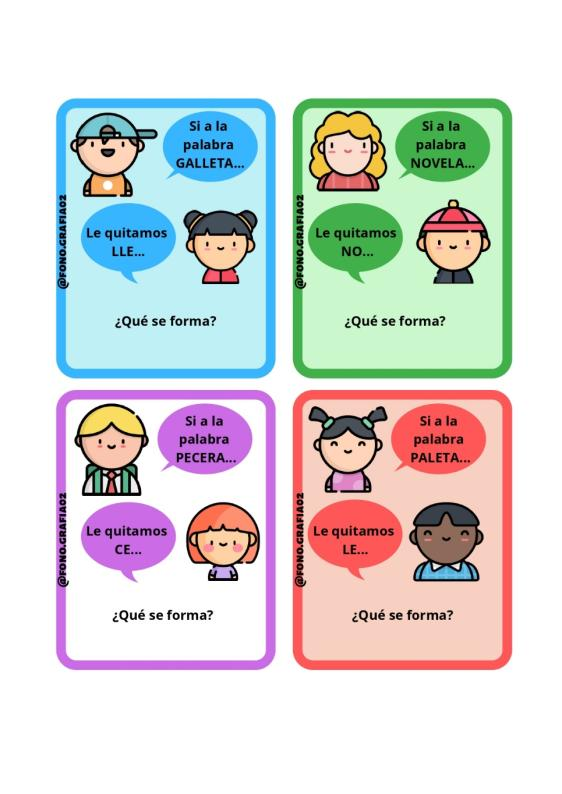 Si a la
palabra
GALLETA...
Le quitamos
LLE...
¿Qué se forma?
@FONO.GRAFIA02
Si a la
palabra
NOVELA...
Le quitamos
NO...
¿Qué se forma?
@FONO.GRAFIA02
Si a la
palabra
PECERA...
Le quitamos
CE...
¿Qué se forma?
@FONO.GRAFIA02
Si a la
palabra
PALETA...
Le quitamos
LE...
¿Qué se forma?
@FONO.GRAFIA02